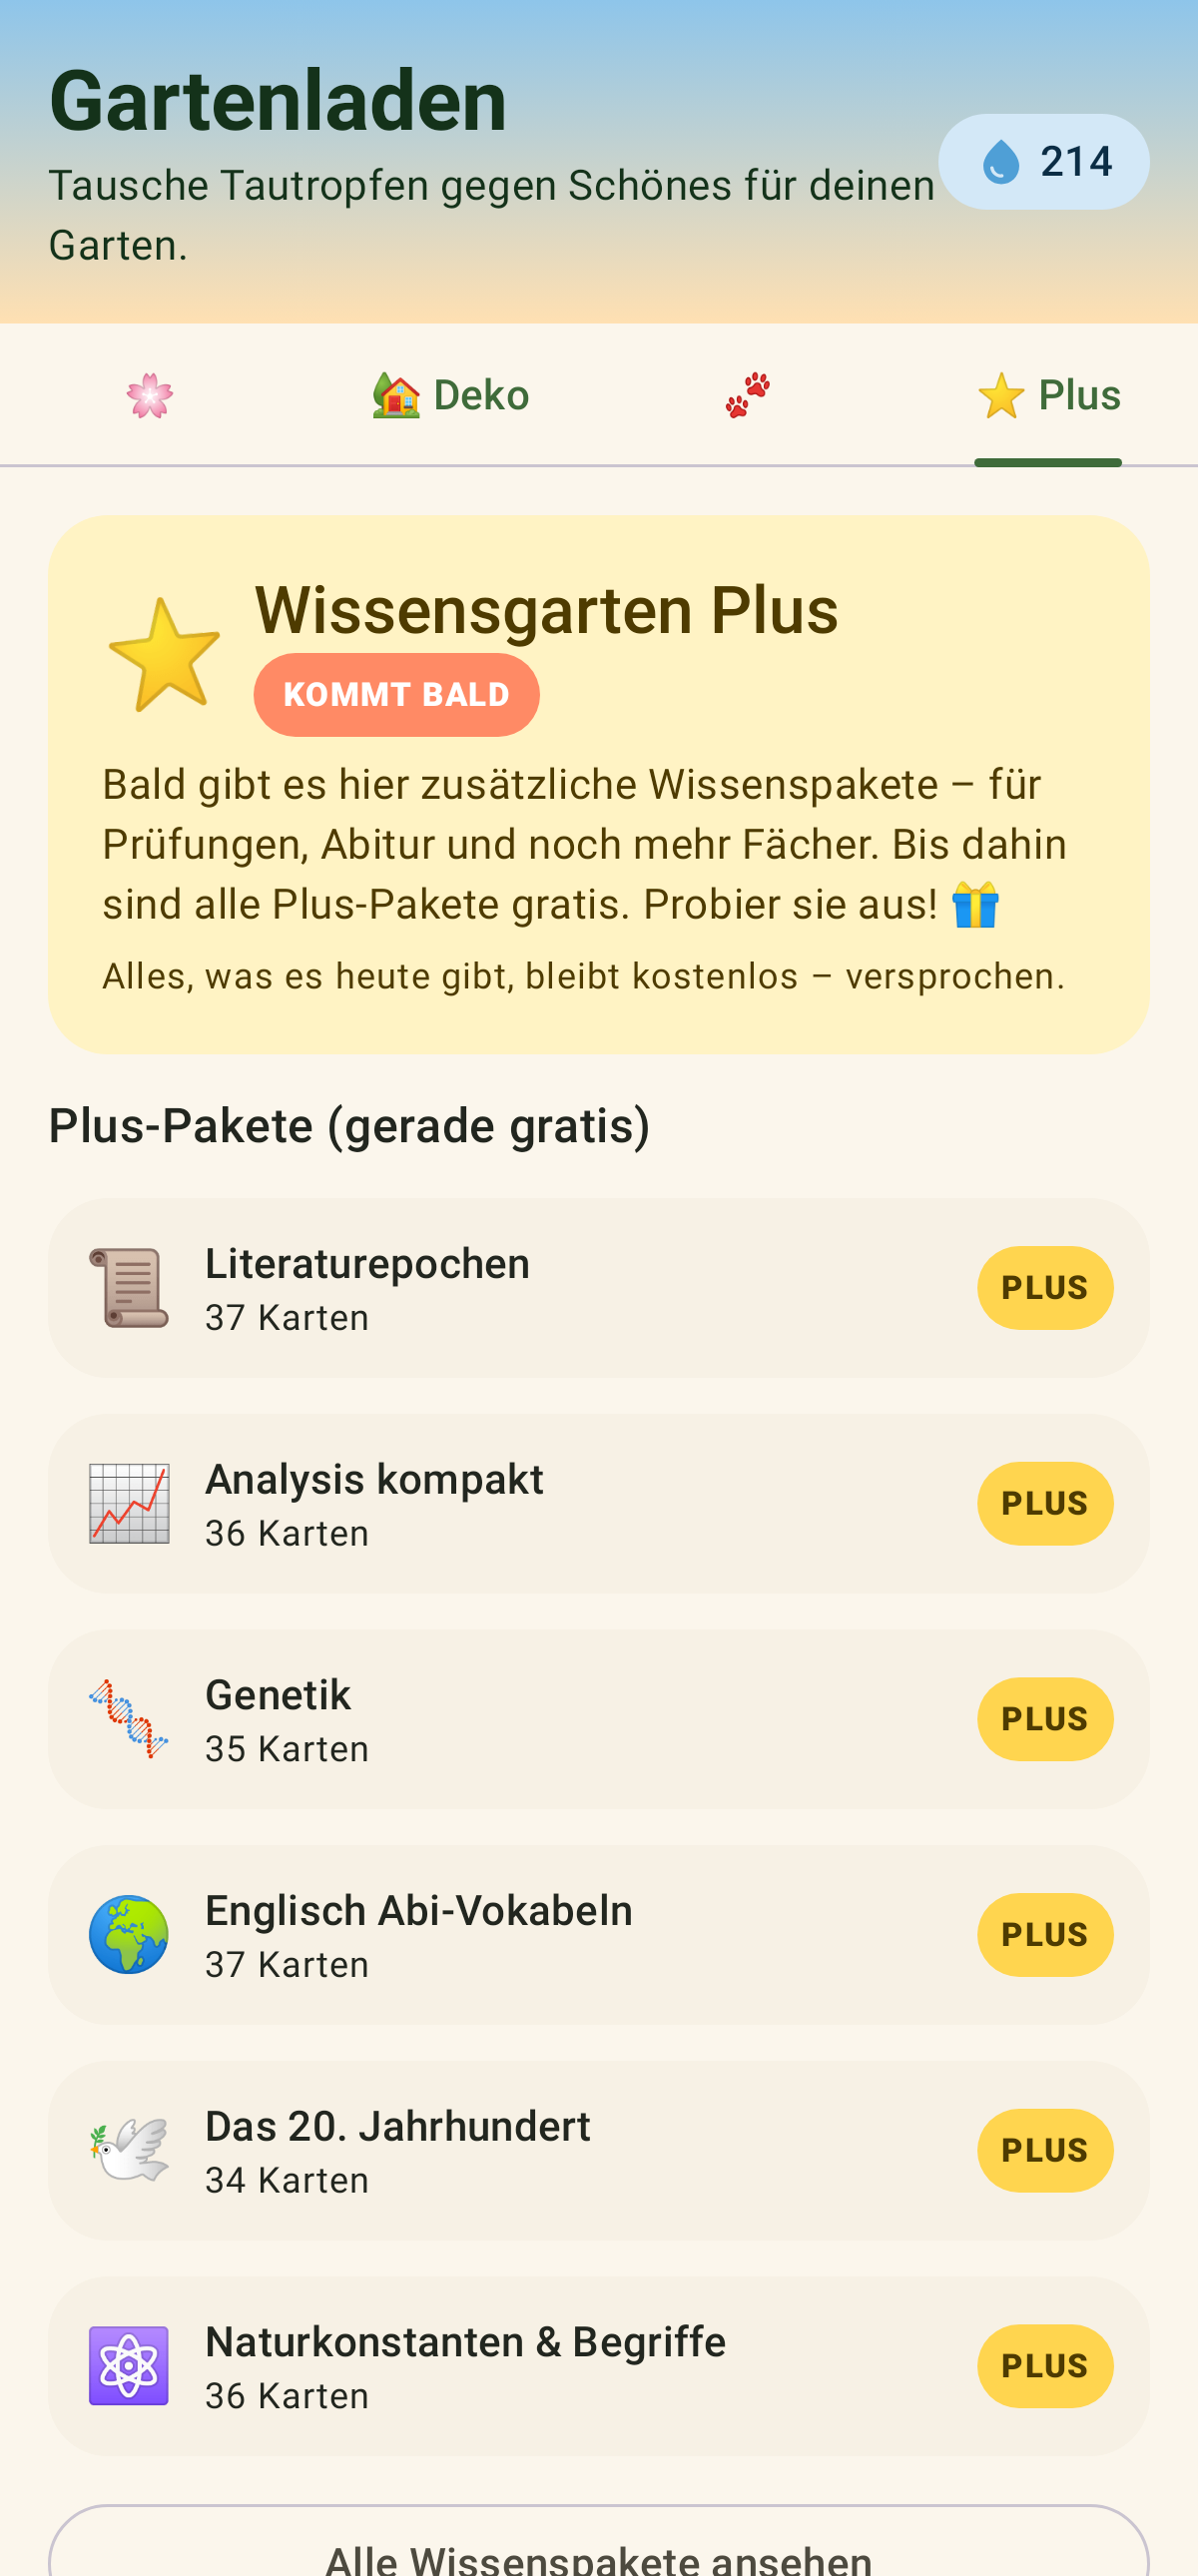 Gartenladen
Tausche Tautropfen gegen Schönes für deinen
Garten.
214
Deko
Plus
Wissensgarten Plus
KOMMT BALD
Bald gibt es hier zusätzliche Wissenspakete – für
Prüfungen, Abitur und noch mehr Fächer. Bis dahin
sind alle Plus-Pakete gratis. Probier sie aus! 🎁
Alles, was es heute gibt, bleibt kostenlos – versprochen.
Plus-Pakete (gerade gratis)
Literaturepochen
37 Karten
PLUS
Analysis kompakt
36 Karten
PLUS
Genetik
35 Karten
PLUS
Englisch Abi-Vokabeln
37 Karten
PLUS
Das 20. Jahrhundert
34 Karten
PLUS
Naturkonstanten & Begriffe
36 Karten
PLUS
Alle Wissenspakete ansehen